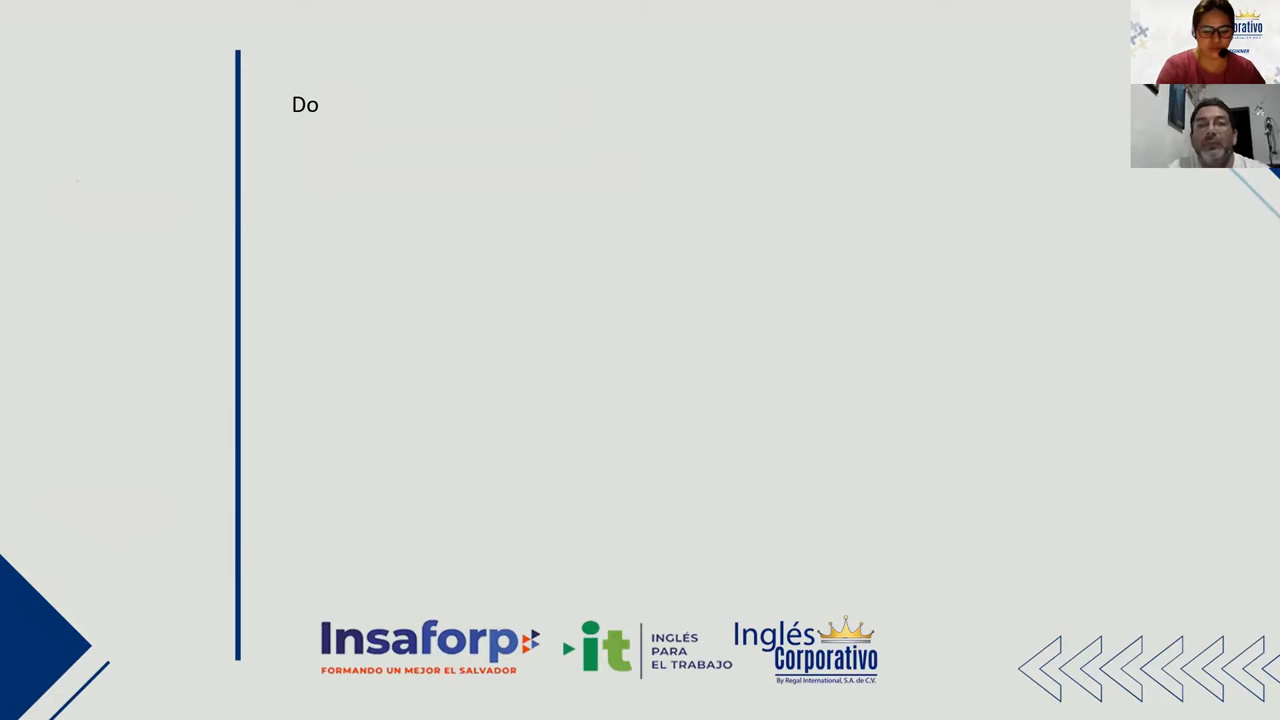 Do
Insaforp
FORMANDO UN MEJOR EL SALVADOR
it
INGLÉS
PARA
EL TRABAJO
Inglés
Corporativo
By Regal International, S.A. de C.V.